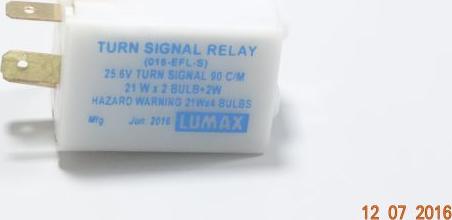 TURN SIGNAL RELAY
(016-EFL-S)
25.6V TURN SIGNAL 90 C/M
21 W x 2 BULB+2W
HAZARD WARNING 21Wx4 BULBS
Mfg Jun 2016 LUMAX
12 07 2016